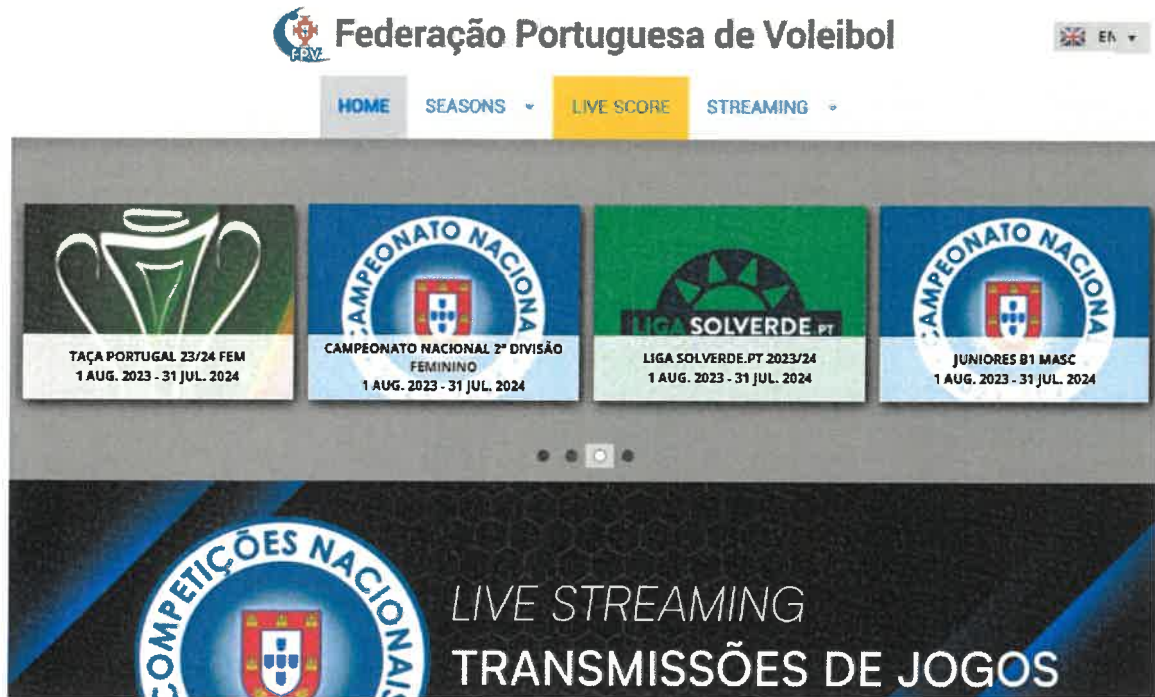 FPV
Federação Portuguesa de Voleibol
EN
HOME
SEASONS
LIVE SCORE
STREAMING
CAMPEONATO NACIONA
LIGA SOLVERDE.PT
CAMPEONATO NACIONA
TAÇA PORTUGAL 23/24 FEM
1 AUG. 2023 - 31 JUL. 2024
CAMPEONATO NACIONAL 2ª DIVISÃO
FEMININO
1 AUG. 2023 - 31 JUL. 2024
LIGA SOLVERDE.PT 2023/24
1 AUG. 2023 - 31 JUL. 2024
JUNIORES B1 MASC
1 AUG. 2023 - 31 JUL. 2024
COMPETIÇÕES NACIONAIS
LIVE STREAMING
TRANSMISSÕES DE JOGOS